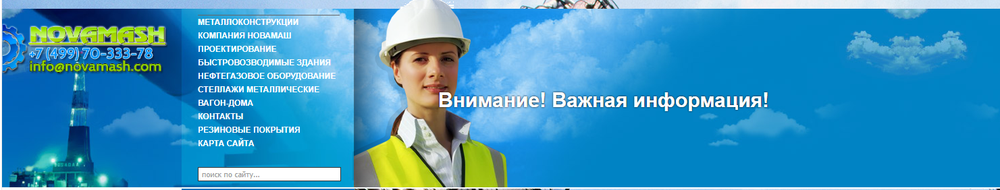 NOVAMASH
+7 (499) 70-333-78
info@novamash.com
МЕТАЛЛОКОНСТРУКЦИИ
КОМПАНИЯ НОВАМАШ
ПРОЕКТИРОВАНИЕ
БЫСТРОВОЗВОДИМЫЕ ЗДАНИЯ
НЕФТЕГАЗОВОЕ ОБОРУДОВАНИЕ
СТЕЛЛАЖИ МЕТАЛЛИЧЕСКИЕ
ВАГОН-ДОМА
КОНТАКТЫ
РЕЗИНОВЫЕ ПОКРЫТИЯ
КАРТА САЙТА
поиск по сайту...
Внимание! Важная информация!